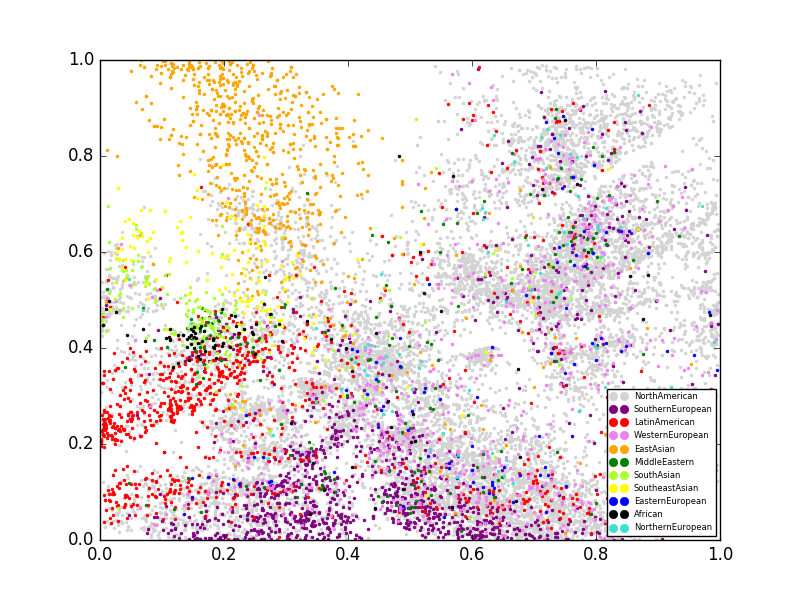 1.0
0.8
0.6
0.4
0.2
0.0
0.0 0.2 0.4 0.6 0.8 1.0
NorthAmerican
SouthernEuropean
LatinAmerican
WesternEuropean
EastAsian
MiddleEastern
SouthAsian
SoutheastAsian
EasternEuropean
African
NorthernEuropean